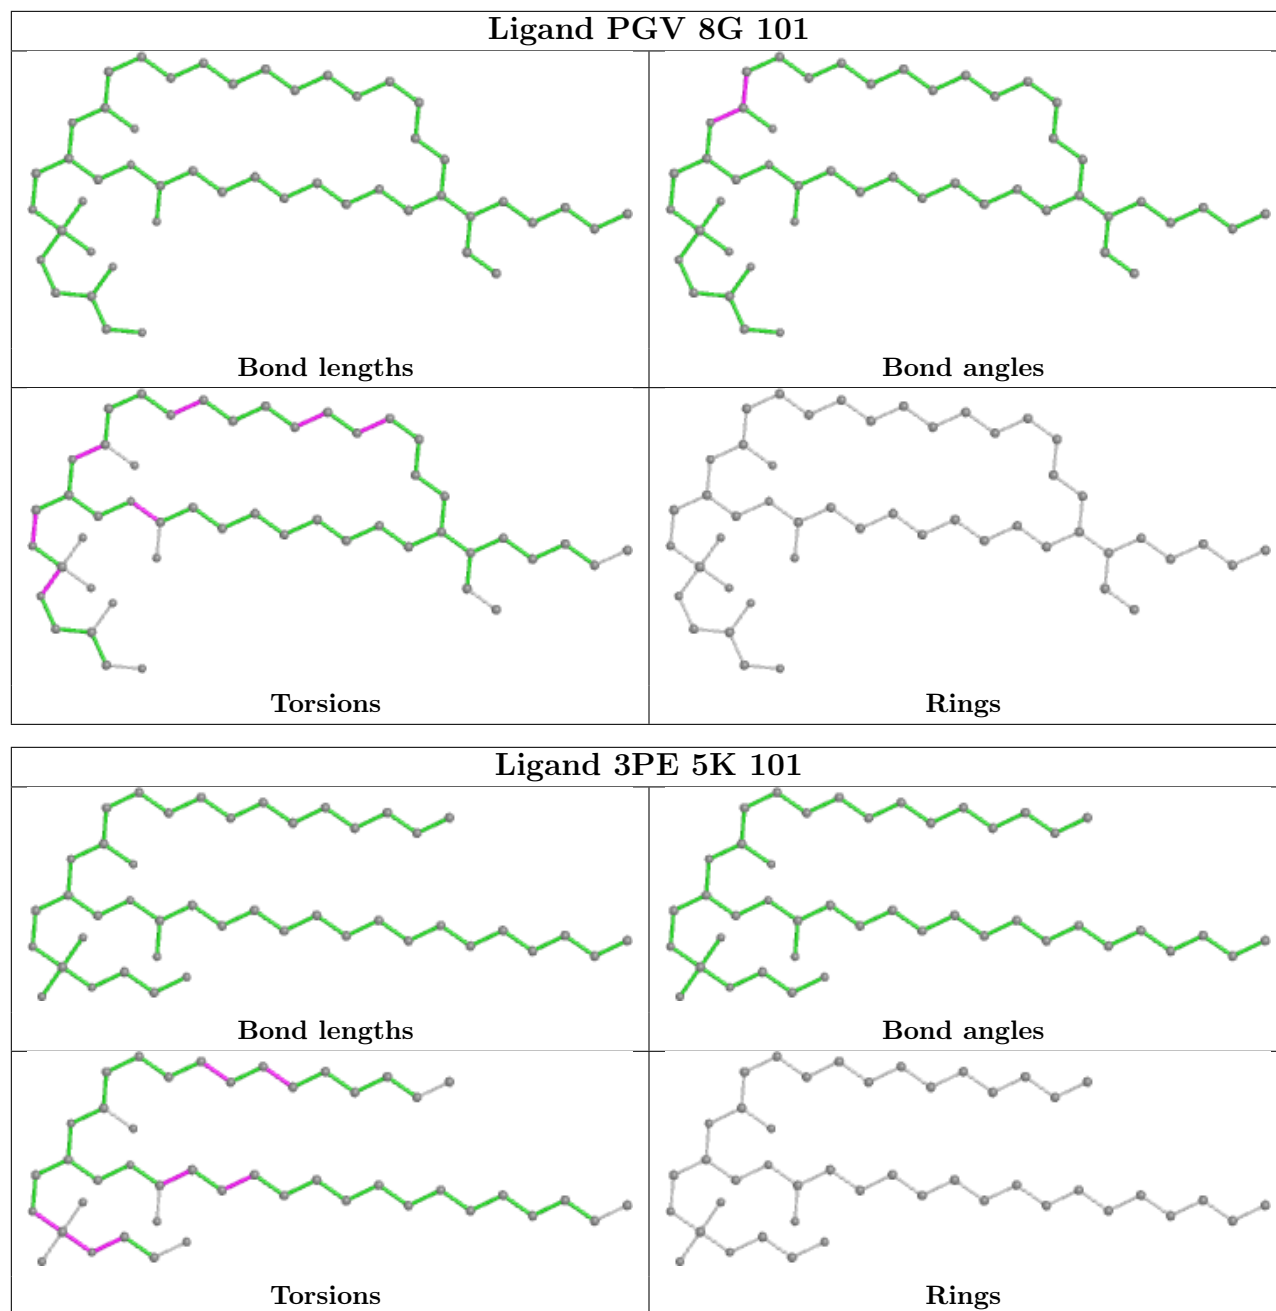 Ligand PGV 8G 101
Bond lengths
Bond angles
Torsions
Rings
Ligand 3PE 5K 101
Bond lengths
Bond angles
Torsions
Rings